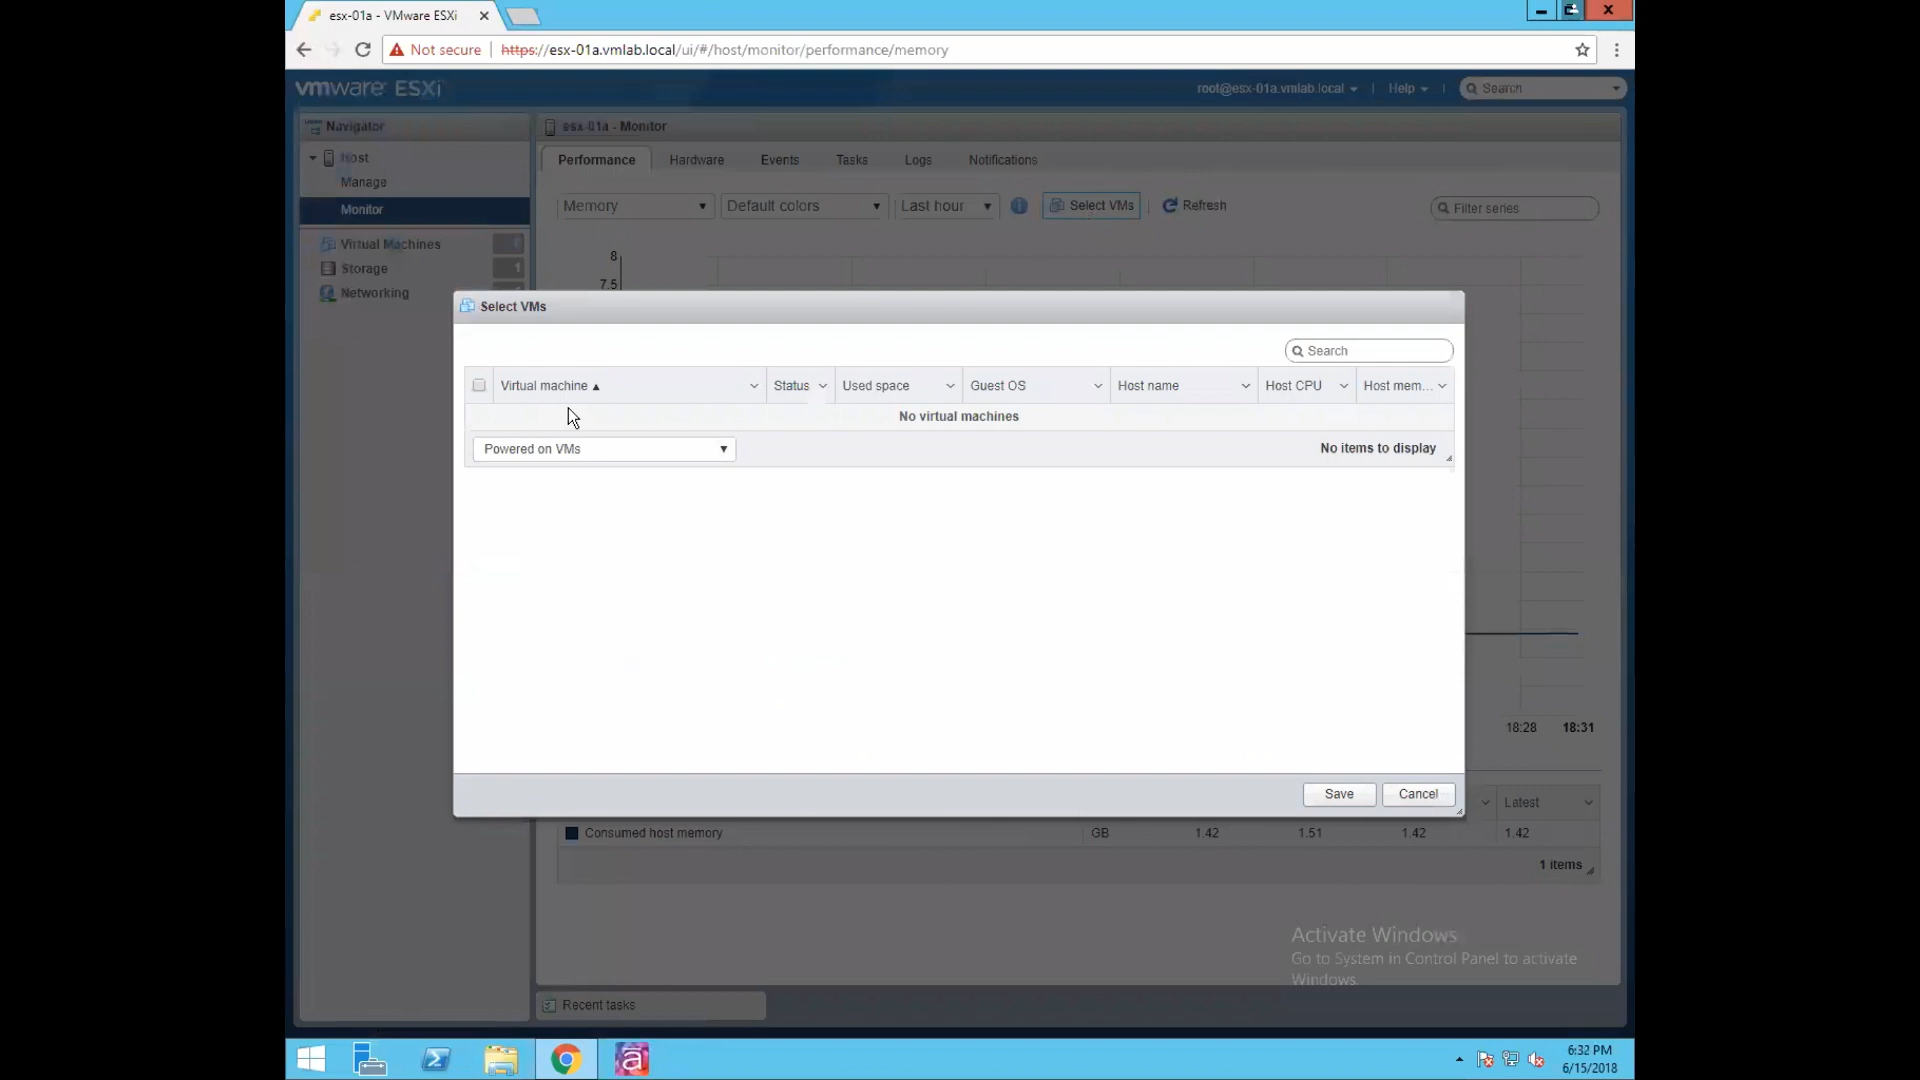 esx-01a - VMware ESXi
Not secure https://esx-01a.vmlab.local/ui/#/host/monitor/performance/memory
vmware ESXi
root@esx-01a.vmlab.local
Help
Search
Navigator
esx-01a - Monitor
Host
Manage
Monitor
Virtual Machines
Storage 1
Networking
Performance
Hardware
Events
Tasks
Logs
Notifications
Memory
Default colors
Last hour
Select VMs
Refresh
Filter series
8
7.5
Select VMs
Search
Virtual machine
Status
Used space
Guest OS
Host name
Host CPU
Host mem...
No virtual machines
Powered on VMs
No items to display
18:28
18:31
Save
Cancel
Latest
Consumed host memory GB 1.42 1.51 1.42 1.42
1 items
Activate Windows
Go to System in Control Panel to activate
Windows.
Recent tasks
6:32 PM
6/15/2018